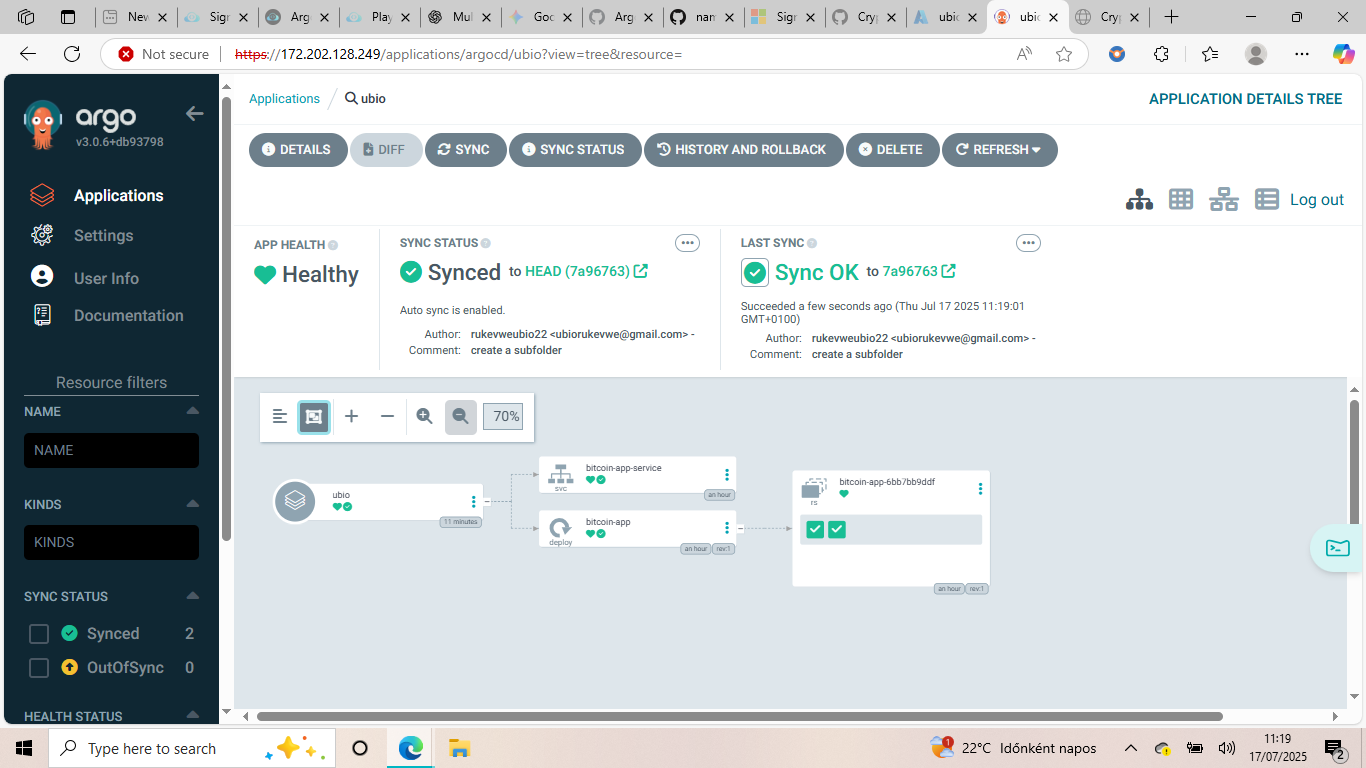 New
Sign
Argo
Play
Mul
Goo
Argo
nan
Sign
Cryp
ubio
ubio
Cryp
Not secure
https://172.202.128.249/applications/argocd/ubio?view=tree&resource=
argo
v3.0.6+db93798
Applications
Settings
User Info
Documentation
Resource filters
NAME
NAME
KINDS
KINDS
SYNC STATUS
Synced 2
OutOfSync 0
HEALTH STATUS
Applications
ubio
APPLICATION DETAILS TREE
DETAILS
DIFF
SYNC
SYNC STATUS
HISTORY AND ROLLBACK
DELETE
REFRESH
Log out
APP HEALTH
Healthy
SYNC STATUS
Synced to HEAD (7a96763)
Auto sync is enabled.
Author: rukevweubio22 <ubiorukevwe@gmail.com> -
Comment: create a subfolder
LAST SYNC
Sync OK to 7a96763
Succeeded a few seconds ago (Thu Jul 17 2025 11:19:01
GMT+0100)
Author: rukevweubio22 <ubiorukevwe@gmail.com> -
Comment: create a subfolder
70%
ubio
11 minutes
bitcoin-app-service
svc
an hour
bitcoin-app
deploy
an hour
rev:1
bitcoin-app-6bb7bb9ddf
rs
an hour
rev:1
Type here to search
1
22°C Időnként napos
11:19
17/07/2025
2